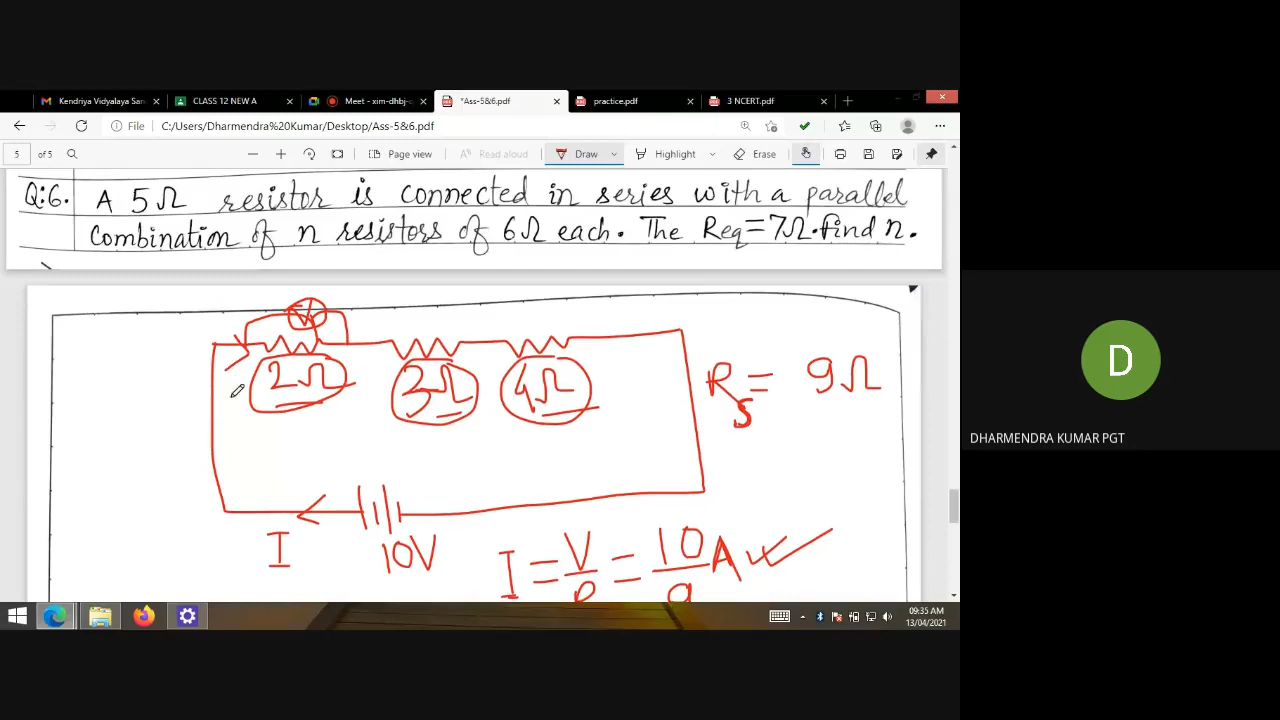 Kendriya Vidyalaya San
CLASS 12 NEW A
Meet - xim-dhbj-
*Ass-5&6.pdf
practice.pdf
3 NCERT.pdf
File C:/Users/Dharmendra%20Kumar/Desktop/Ass-5&6.pdf
5 of 5
Page view
Read aloud
Draw
Highlight
Erase
Q:6. A 5Ω resistor is connected in series with a parallel
combination of n resistors of 6Ω each. The Req=7Ω.find n.
V
2Ω 3Ω 4Ω
Rs = 9Ω
I
10V
I = V/R = 10/9 A
D
DHARMENDRA KUMAR PGT
09:35 AM
13/04/2021